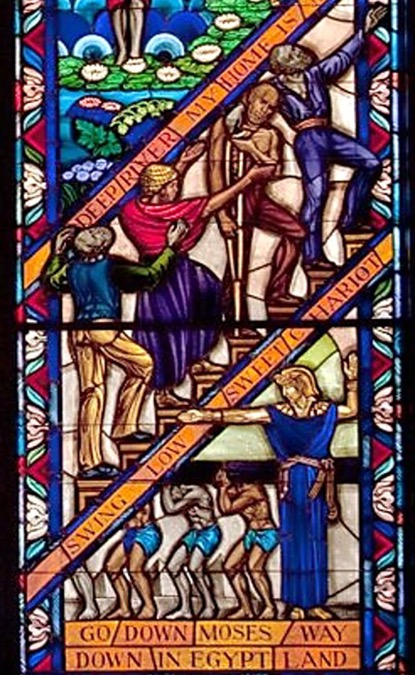 DEEP RIVER MY HOME IS
SWING LOW SWEET CHARIOT
GO DOWN MOSES WAY
DOWN IN EGYPT LAND